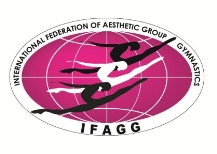 INTERNATIONAL FEDERATION OF AESTHETIC GROUP GYMNASTICS
IFAGG